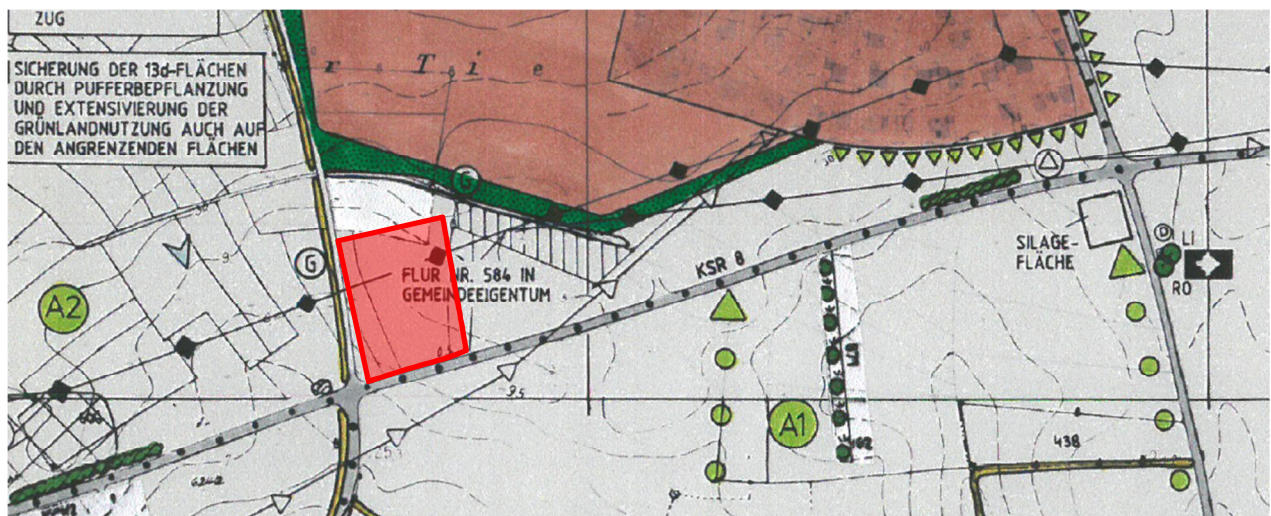 ZUG
SICHERUNG DER 13d-FLÄCHEN
DURCH PUFFERBEPFLANZUNG
UND EXTENSIVIERUNG DER
GRÜNLANDNUTZUNG AUCH AUF
DEN ANGRENZENDEN FLÄCHEN
r T i e
G
G
FLUR NR. 584 IN
GEMEINDEEIGENTUM
KSR 8
SILAGE-
FLÄCHE
LI
RO
A2
A1
438